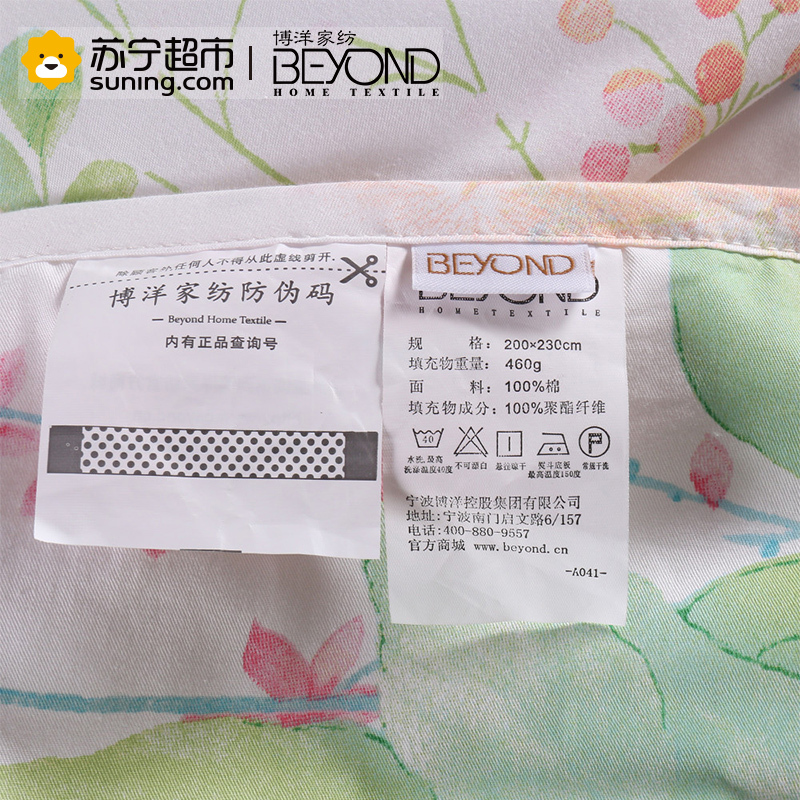 苏宁超市
suning.com
博洋家纺
BEYOND
HOME TEXTILE
除顾客外任何人不得从此虚线剪开.
博洋家纺防伪码
— Beyond Home Textile —
内有正品查询号
BEYOND
BEYOND
HOME TEXTILE
规 格: 200×230cm
填充物重量: 460g
面 料: 100%棉
填充物成分: 100%聚酯纤维
40
P
水洗,最高
洗涤温度40度
不可漂白
悬挂晾干
熨斗底板
最高温度150度
常规干洗
宁波博洋控股集团有限公司
地址:宁波南门启文路6/157
电话:400-880-9557
官方商城 www.beyond.cn
-A041-